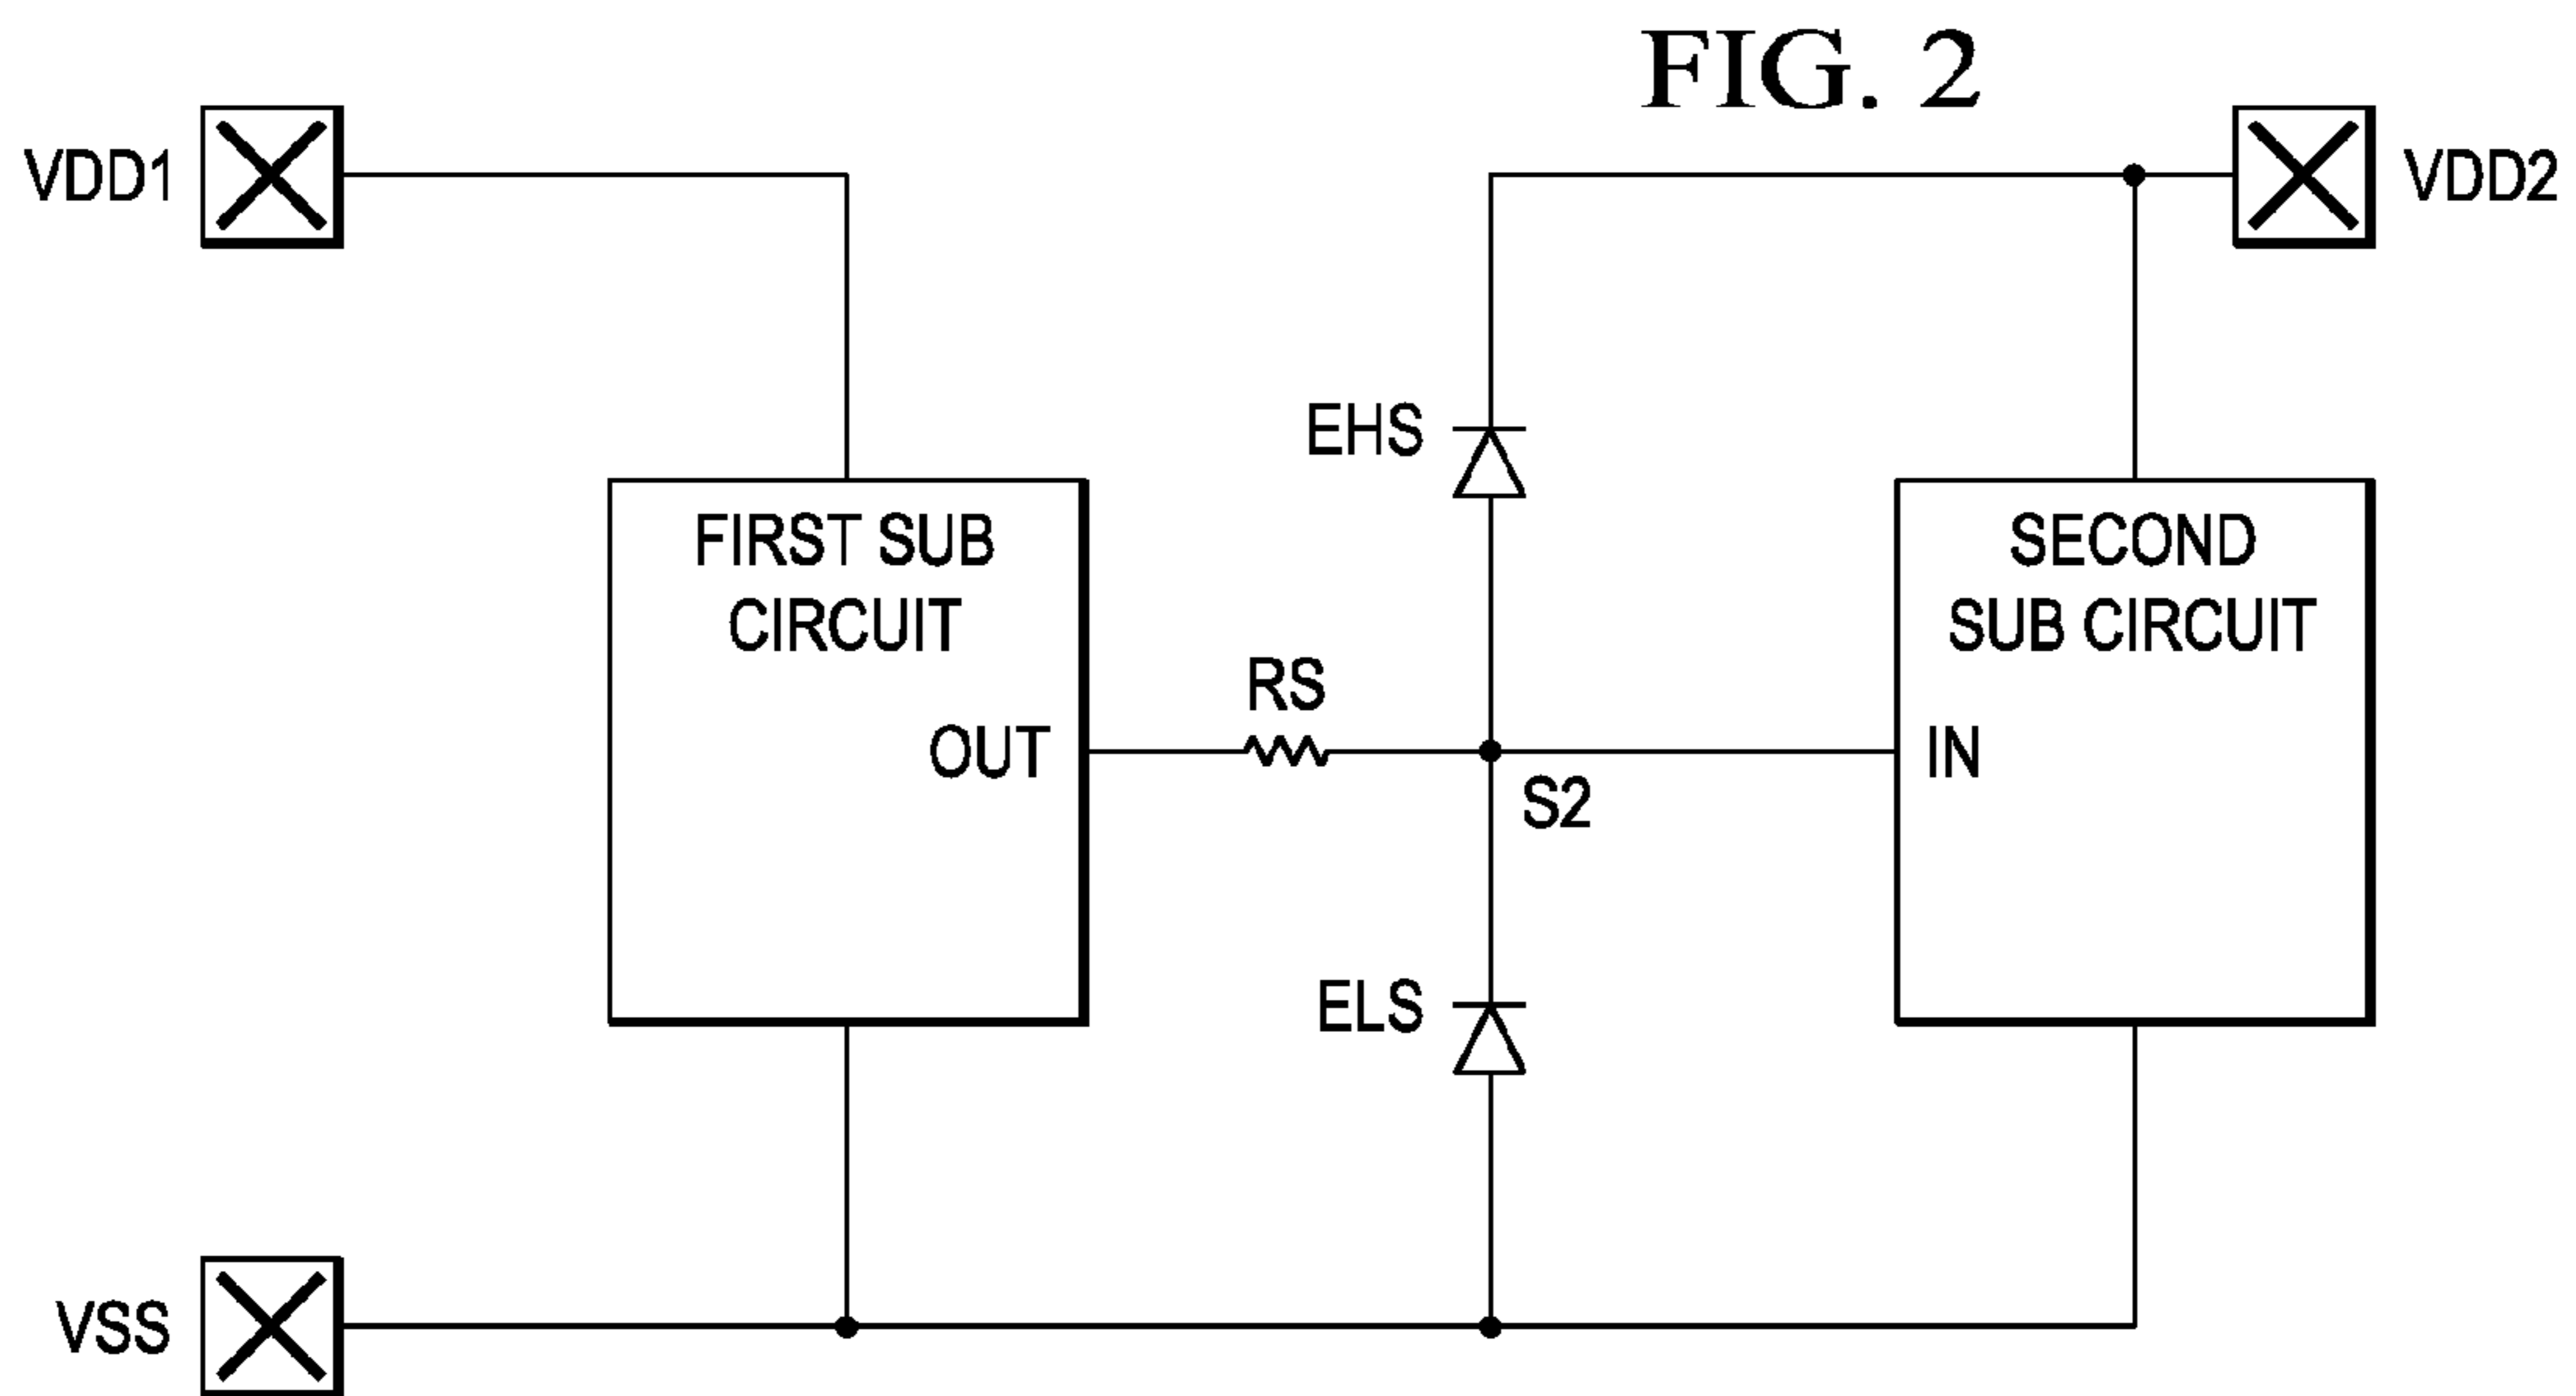 FIG. 2
VDD1
VDD2
EHS
FIRST SUB
CIRCUIT
SECOND
SUB CIRCUIT
RS
OUT
IN
S2
ELS
VSS